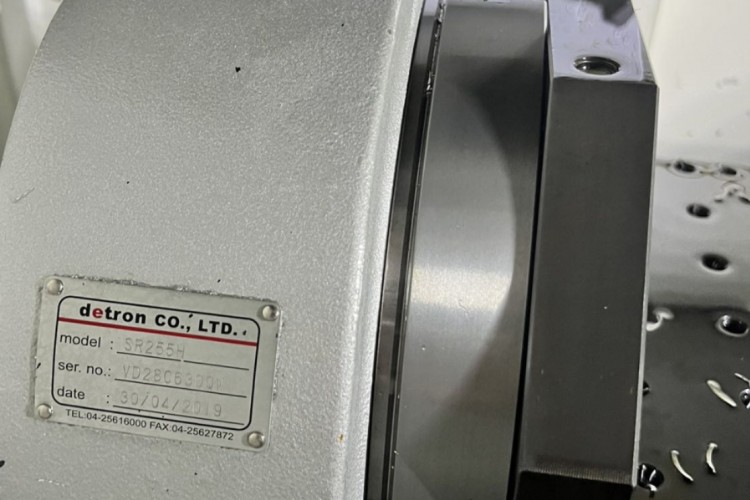 detron CO., LTD.
model : SR255H
ser. no.:
date : 30/04/2019
TEL:04-25616000 FAX:04-25627872